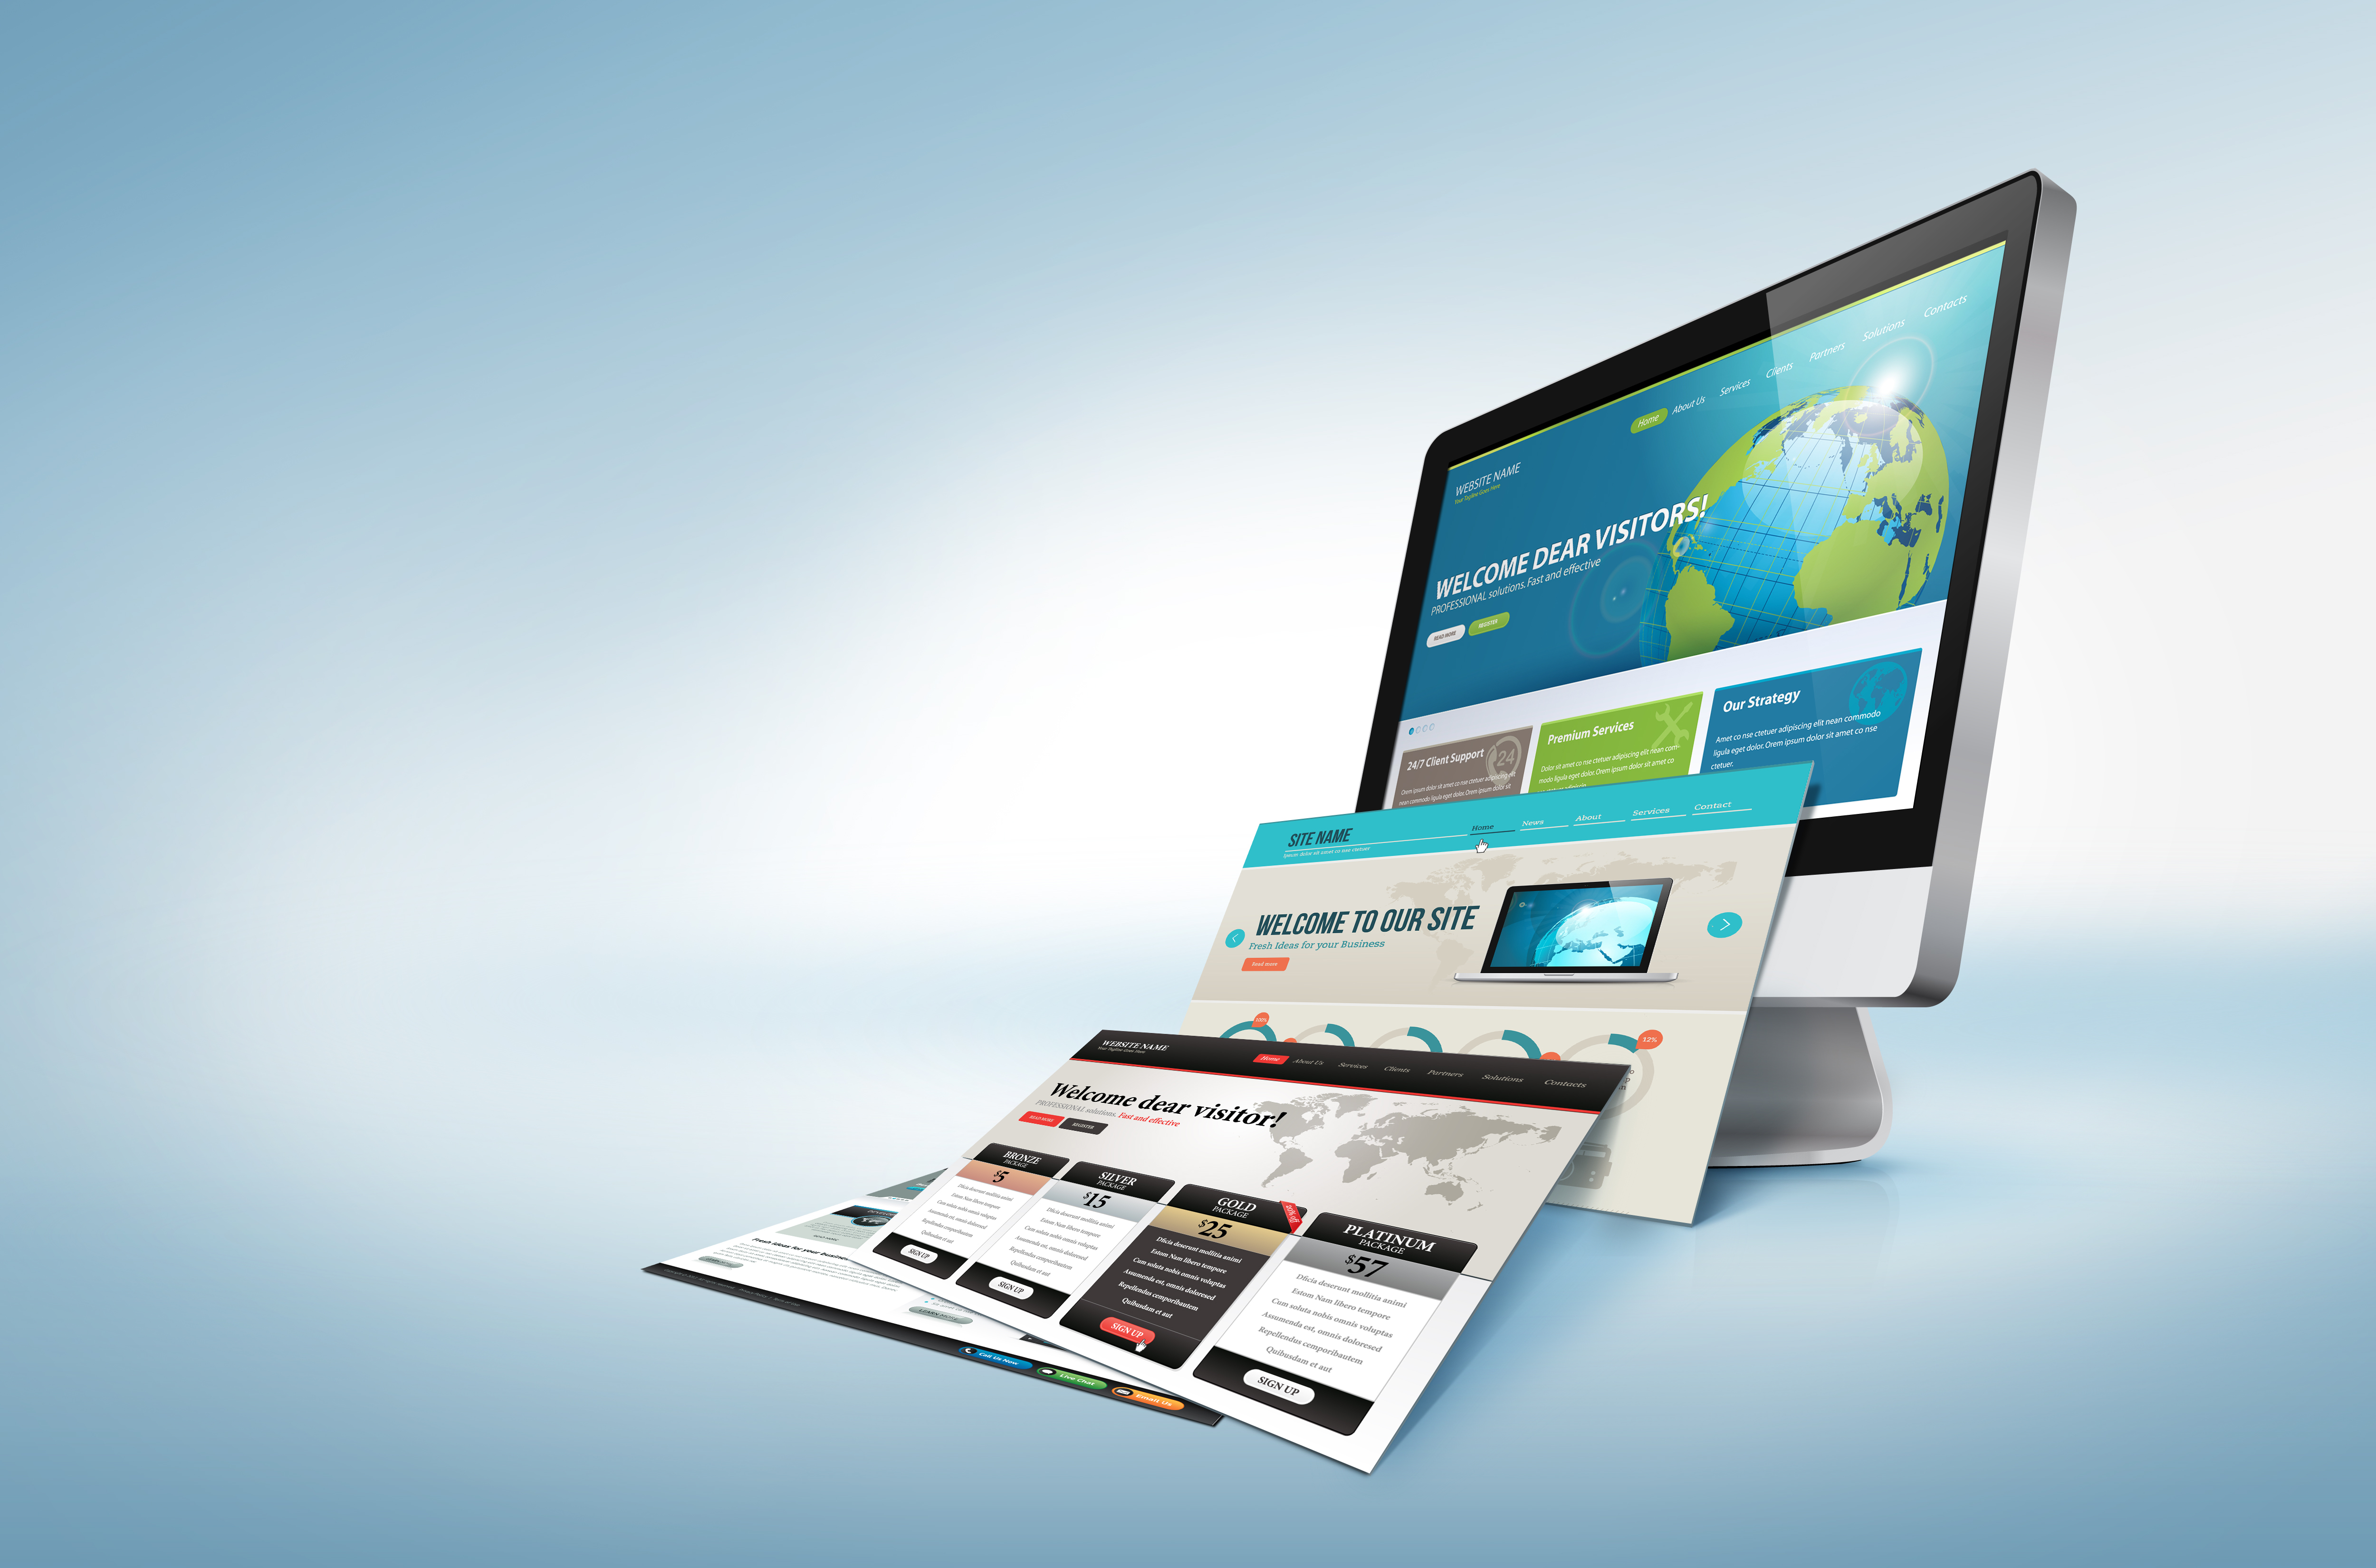 WEBSITE NAME
Your Tagline Goes Here
Home About Us Services Clients Partners Solutions Contacts
WELCOME DEAR VISITORS!
PROFESSIONAL solutions. Fast and effective
READ MORE REGISTER
24/7 Client Support
24
Orem ipsum dolor sit amet co nse ctetuer adipiscing elit
nean commodo ligula eget dolor. Orem ipsum dolor sit
Premium Services
Dolor sit amet co nse ctetuer adipiscing elit nean com-
modo ligula eget dolor. Orem ipsum dolor sit amet co
Our Strategy
Amet co nse ctetuer adipiscing elit nean commodo
ligula eget dolor. Orem ipsum dolor sit amet co nse
ctetuer.
SITE NAME
Ipsum dolor sit amet co nse ctetuer
Home News About Services Contact
WELCOME TO OUR SITE
Fresh Ideas for your Business
Read more
100%
12%
WEBSITE NAME
Your Tagline Goes Here
Home About Us Services Clients Partners Solutions Contacts
Welcome dear visitor!
PROFESSIONAL solutions. Fast and effective
READ MORE REGISTER
BRONZE
PACKAGE
$5
Dficia deserunt mollitia animi
Estom Nam libero tempore
Cum soluta nobis omnis voluptas
Assumenda est, omnis doloresed
Repellendus cemporibautem
Quibusdam et aut
SIGN UP
SILVER
PACKAGE
$15
Dficia deserunt mollitia animi
Estom Nam libero tempore
Cum soluta nobis omnis voluptas
Assumenda est, omnis doloresed
Repellendus cemporibautem
Quibusdam et aut
SIGN UP
GOLD
PACKAGE
20% off
$25
Dficia deserunt mollitia animi
Estom Nam libero tempore
Cum soluta nobis omnis voluptas
Assumenda est, omnis doloresed
Repellendus cemporibautem
Quibusdam et aut
SIGN UP
PLATINUM
PACKAGE
$57
Dficia deserunt mollitia animi
Estom Nam libero tempore
Cum soluta nobis omnis voluptas
Assumenda est, omnis doloresed
Repellendus cemporibautem
Quibusdam et aut
SIGN UP
Fresh ideas for your business
LEARN MORE
Call Us Now
Live Chat
Email Us